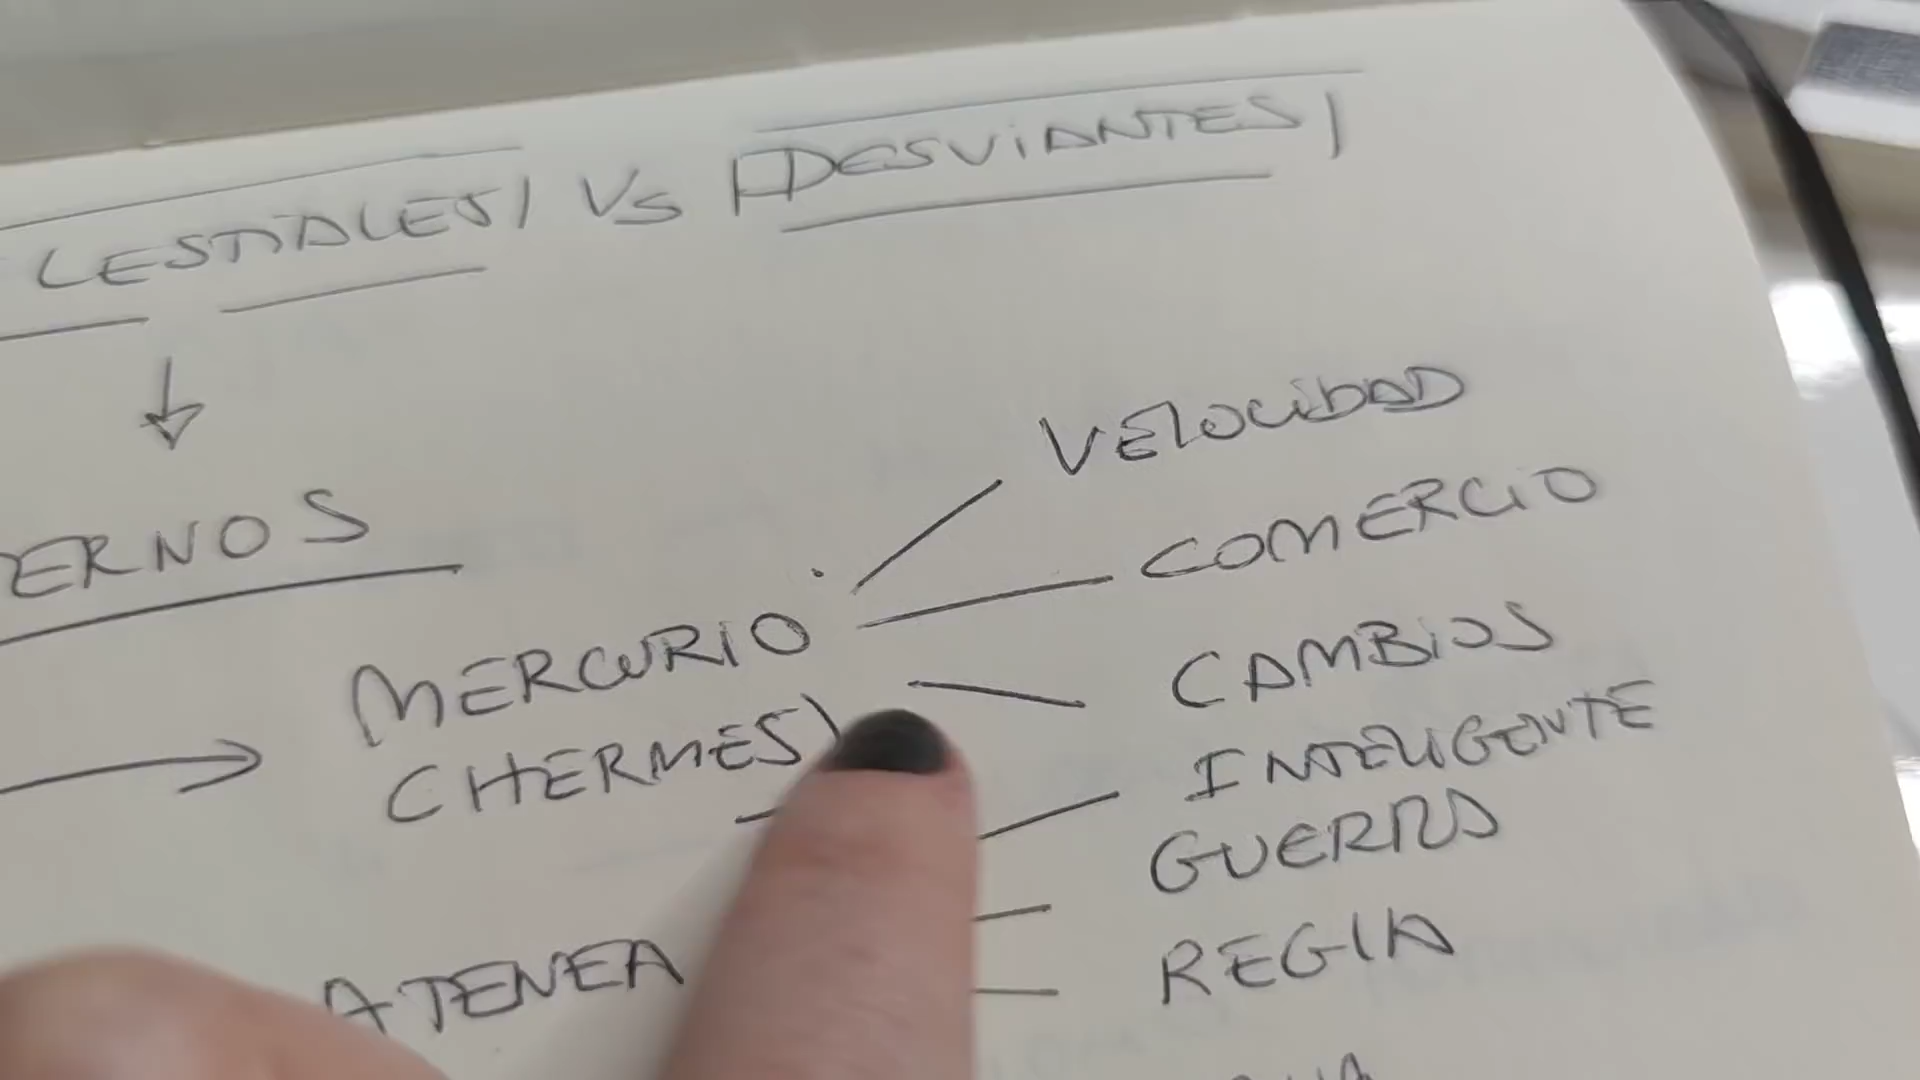 LESTIALES VS DESVIANTES
ERNOS
VELOCIDAD
COMERCIO
MERCURIO
CAMBIOS
(HERMES)
INTELIGENTE
GUERRA
ATENEA
REGIA